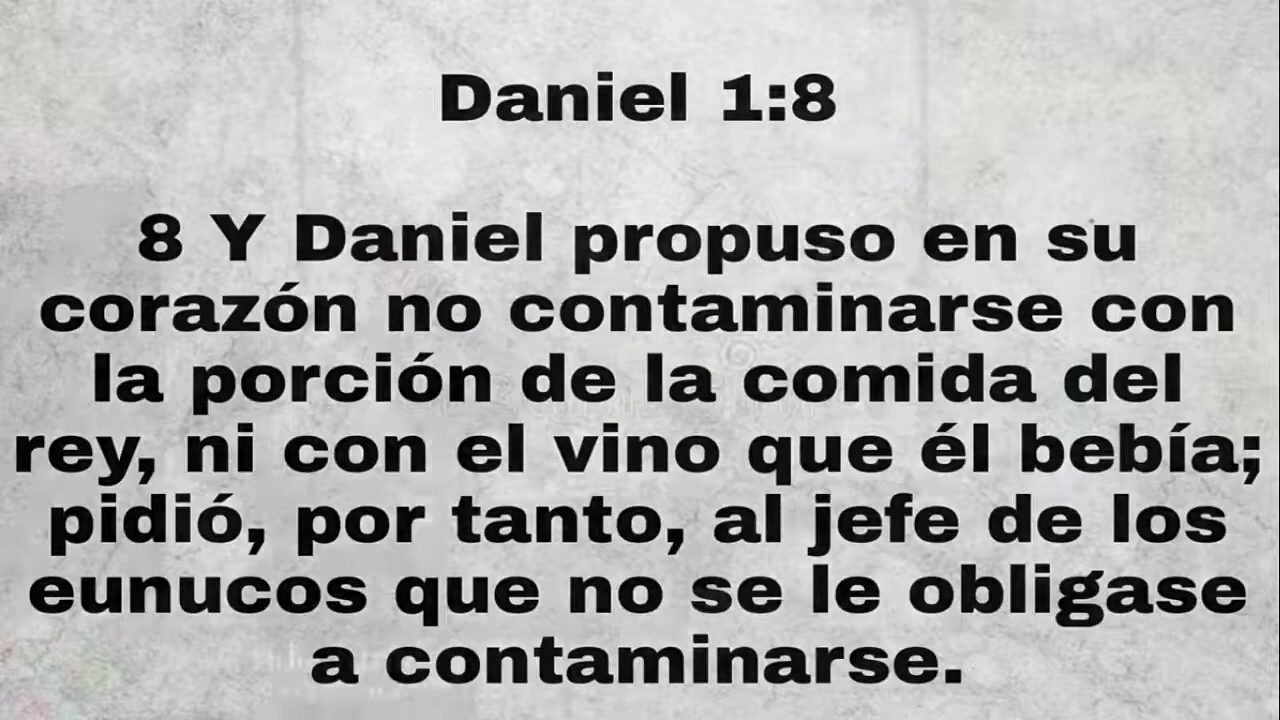 Daniel 1:8
8 Y Daniel propuso en su
corazón no contaminarse con
la porción de la comida del
rey, ni con el vino que él bebía;
pidió, por tanto, al jefe de los
eunucos que no se le obligase
a contaminarse.